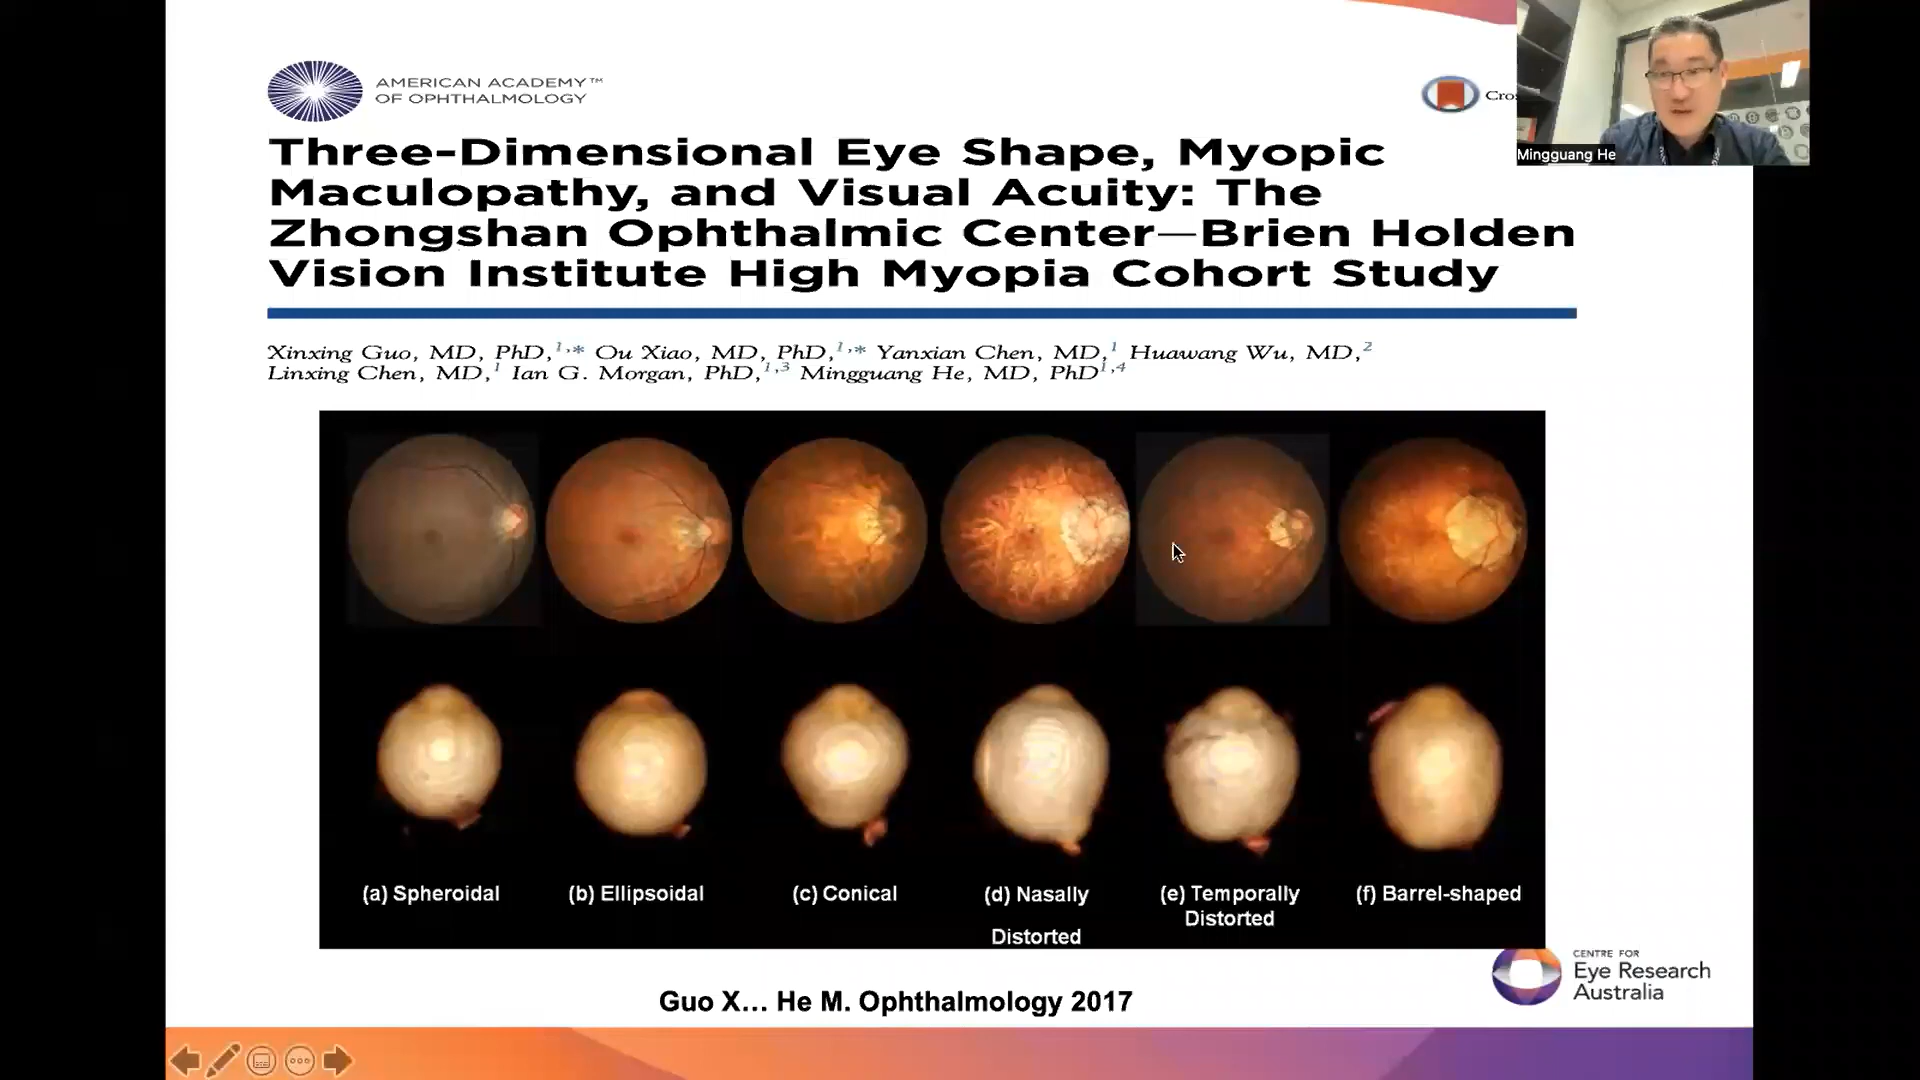 AMERICAN ACADEMY™
OF OPHTHALMOLOGY
Cros
Mingguang He
Three-Dimensional Eye Shape, Myopic
Maculopathy, and Visual Acuity: The
Zhongshan Ophthalmic Center—Brien Holden
Vision Institute High Myopia Cohort Study
Xinxing Guo, MD, PhD,1,* Ou Xiao, MD, PhD,1,* Yanxian Chen, MD,1 Huawang Wu, MD,2
Linxing Chen, MD,1 Ian G. Morgan, PhD,1,3 Mingguang He, MD, PhD1,4
(a) Spheroidal
(b) Ellipsoidal
(c) Conical
(d) Nasally
Distorted
(e) Temporally
Distorted
(f) Barrel-shaped
CENTRE FOR
Eye Research
Australia
Guo X... He M. Ophthalmology 2017